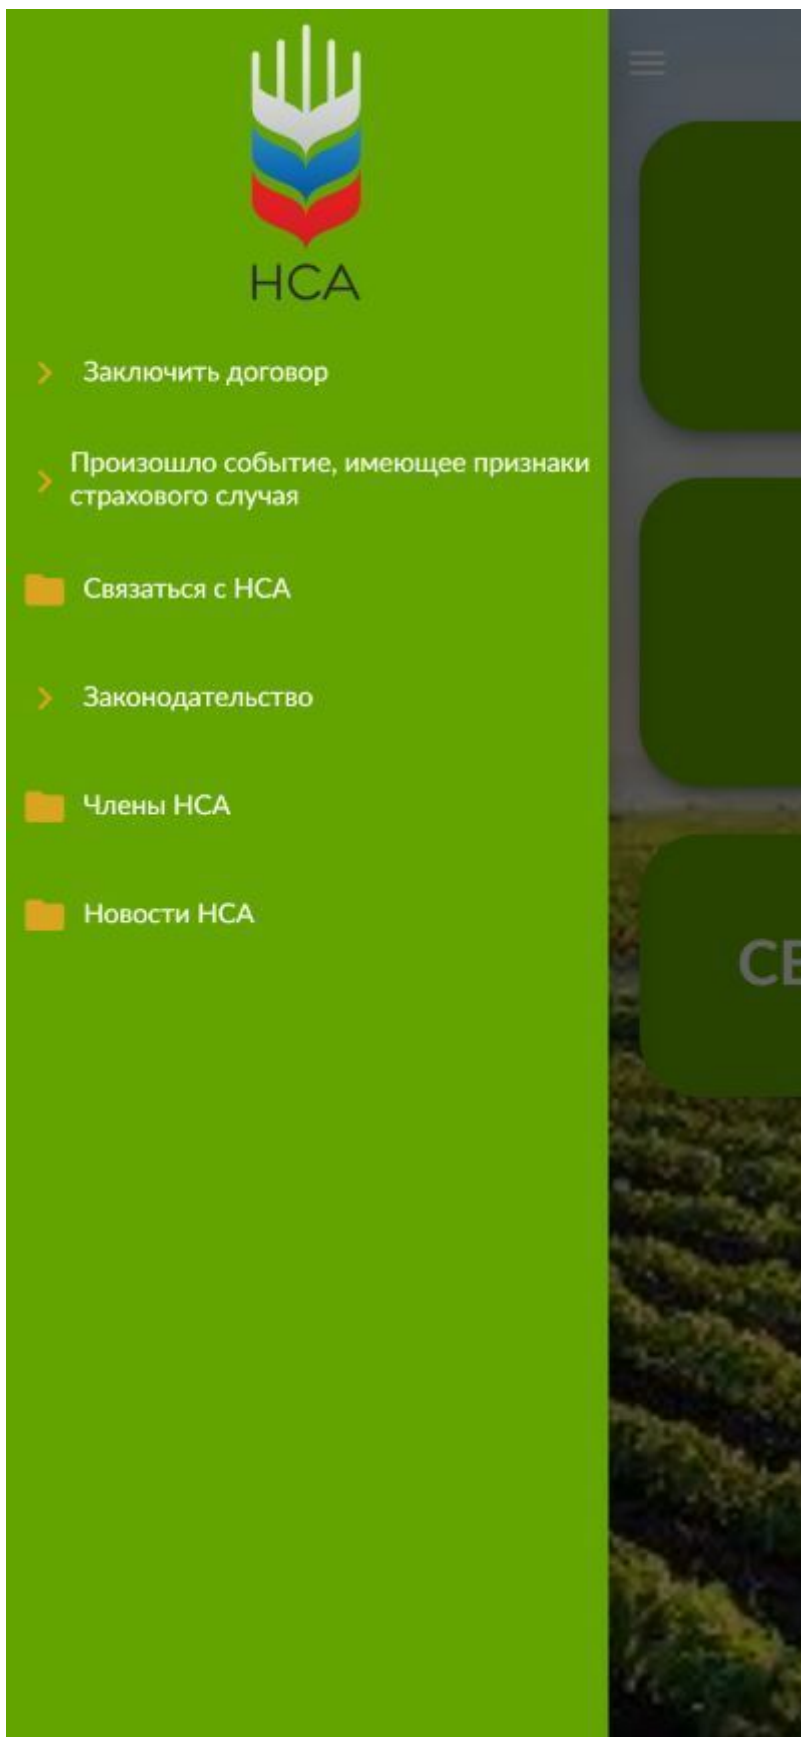 НСА
Заключить договор
Произошло событие, имеющее признаки
страхового случая
Связаться с НСА
Законодательство
Члены НСА
Новости НСА